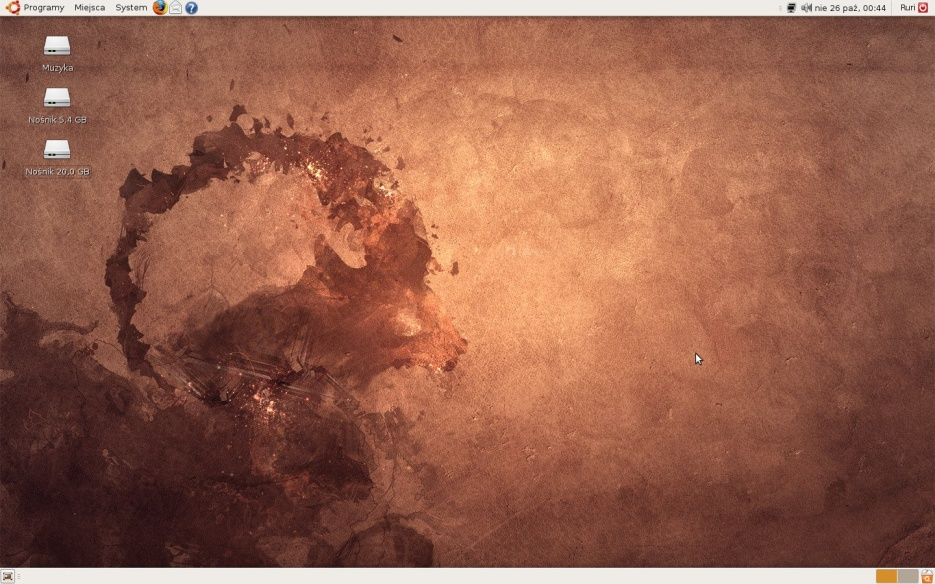 Programy Miejsca System nie 26 paź, 00:44 Ruri
Muzyka
Nośnik 5,4 GB
Nośnik 20,0 GB